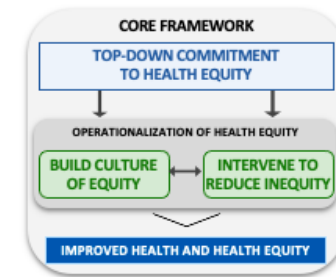 CORE FRAMEWORK
TOP-DOWN COMMITMENT
TO HEALTH EQUITY
OPERATIONALIZATION OF HEALTH EQUITY
BUILD CULTURE
OF EQUITY
INTERVENE TO
REDUCE INEQUITY
IMPROVED HEALTH AND HEALTH EQUITY